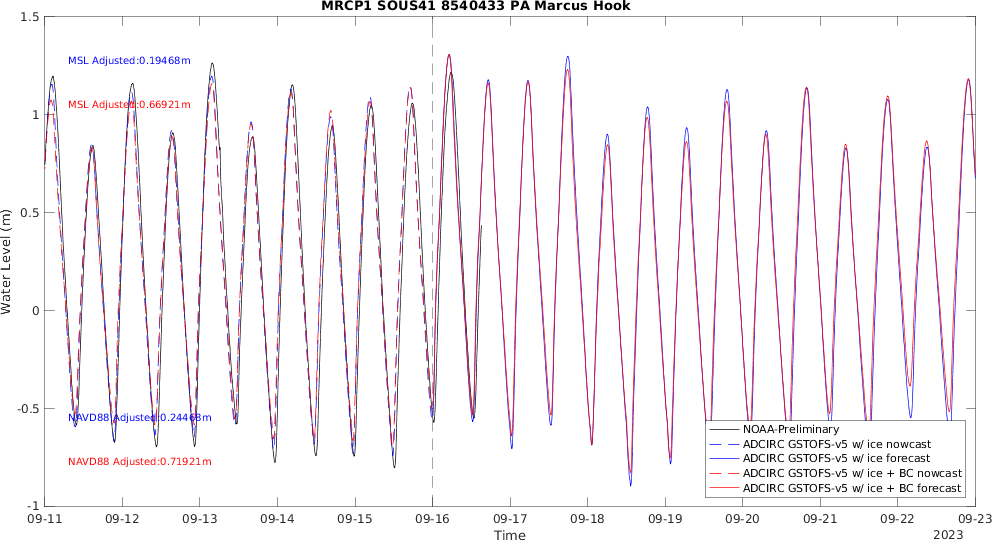 MRCP1 SOUS41 8540433 PA Marcus Hook
1.5
1
0.5
0
-0.5
-1
Water Level (m)
MSL Adjusted:0.19468m
MSL Adjusted:0.66921m
NAVD88 Adjusted:0.24468m
NAVD88 Adjusted:0.71921m
NOAA-Preliminary
ADCIRC GSTOFS-v5 w/ ice nowcast
ADCIRC GSTOFS-v5 w/ ice forecast
ADCIRC GSTOFS-v5 w/ ice + BC nowcast
ADCIRC GSTOFS-v5 w/ ice + BC forecast
09-11 09-12 09-13 09-14 09-15 09-16 09-17 09-18 09-19 09-20 09-21 09-22 09-23
Time
2023